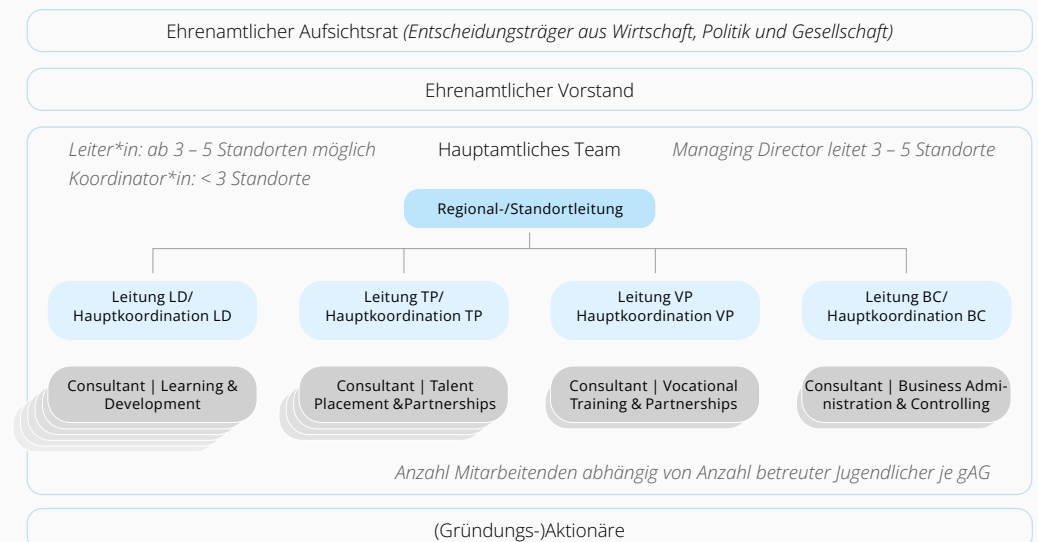 Ehrenamtlicher Aufsichtsrat (Entscheidungsträger aus Wirtschaft, Politik und Gesellschaft)
Ehrenamtlicher Vorstand
Leiter*in: ab 3 – 5 Standorten möglich
Koordinator*in: < 3 Standorte
Hauptamtliches Team
Managing Director leitet 3 – 5 Standorte
Regional-/Standortleitung
Leitung LD/
Hauptkoordination LD
Leitung TP/
Hauptkoordination TP
Leitung VP
Hauptkoordination VP
Leitung BC/
Hauptkoordination BC
Consultant | Learning &
Development
Consultant | Talent
Placement &Partnerships
Consultant | Vocational
Training & Partnerships
Consultant | Business Admi-
nistration & Controlling
Anzahl Mitarbeitenden abhängig von Anzahl betreuter Jugendlicher je gAG
(Gründungs-)Aktionäre